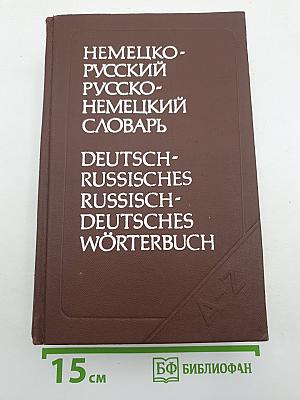 НЕМЕЦКО-
РУССКИЙ
РУССКО-
НЕМЕЦКИЙ
СЛОВАРЬ
DEUTSCH-
RUSSISCHES
RUSSISCH-
DEUTSCHES
WÖRTERBUCH
A-Z
15 см
БФ БИБЛИОФАН